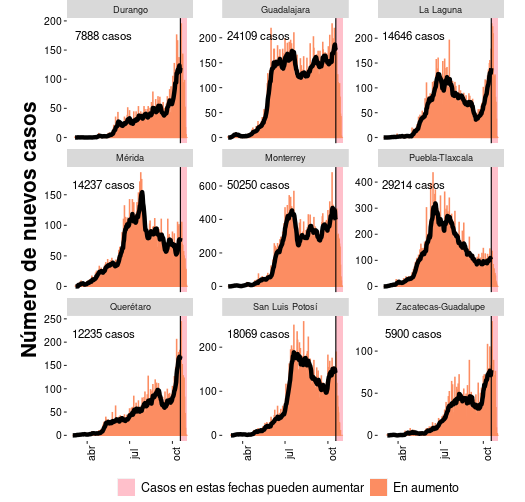 Durango
Guadalajara
La Laguna
7888 casos
24109 casos
14646 casos
200
150
100
50
0
200
150
100
50
0
200
150
100
50
0
Mérida
Monterrey
Puebla-Tlaxcala
14237 casos
50250 casos
29214 casos
150
100
50
0
600
400
200
0
400
300
200
100
0
Querétaro
San Luis Potosí
Zacatecas-Guadalupe
12235 casos
18069 casos
5900 casos
250
200
150
100
50
0
200
100
0
100
50
0
abr
jul
oct
abr
jul
oct
abr
jul
oct
Número de nuevos casos
Casos en estas fechas pueden aumentar
En aumento